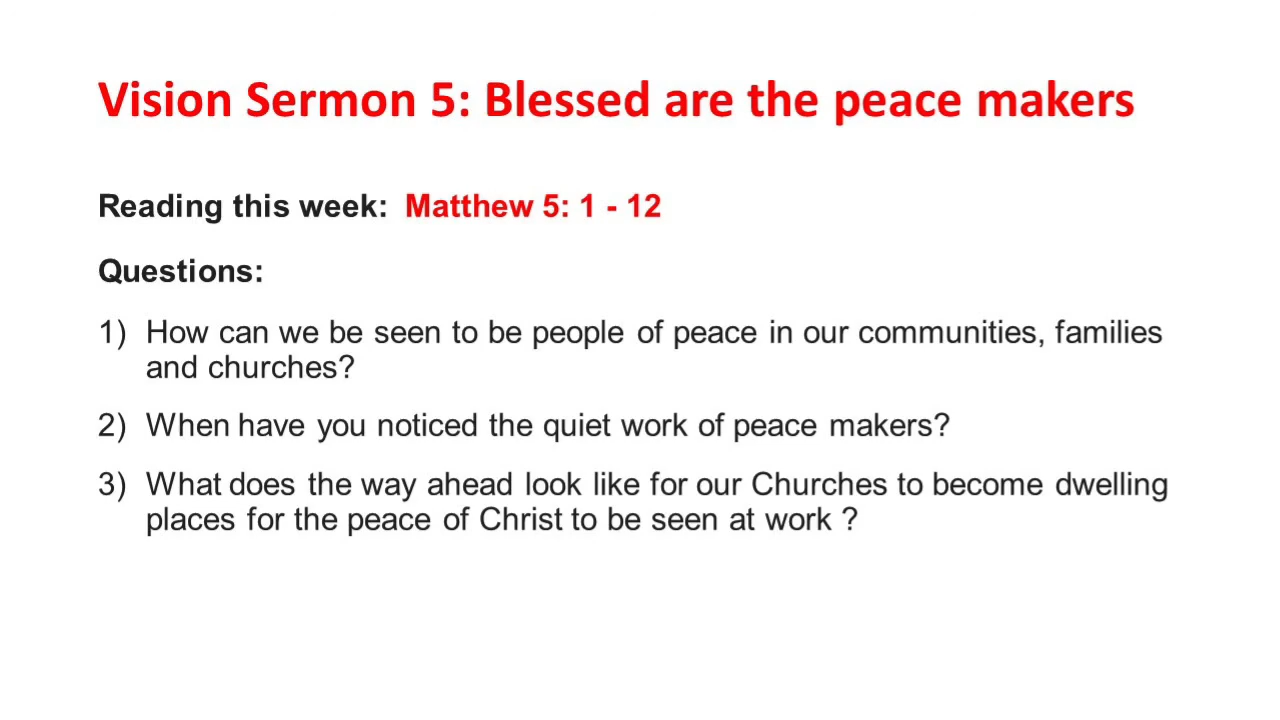 Vision Sermon 5: Blessed are the peace makers
Reading this week: Matthew 5: 1 - 12
Questions:
1) How can we be seen to be people of peace in our communities, families
and churches?
2) When have you noticed the quiet work of peace makers?
3) What does the way ahead look like for our Churches to become dwelling
places for the peace of Christ to be seen at work ?